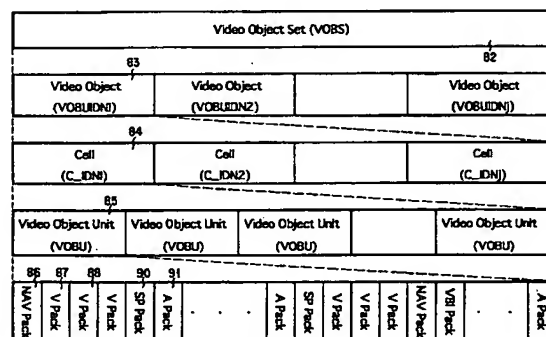 Video Object Set (VOBS)
82
83
Video Object
(VOBUIDN1)
Video Object
(VOBUIDN2)
Video Object
(VOBUIDNj)
84
Cell
(C_IDN1)
Cell
(C_IDN2)
Cell
(C_IDNj)
85
Video Object Unit
(VOBU)
Video Object Unit
(VOBU)
Video Object Unit
(VOBU)
Video Object Unit
(VOBU)
86 87 88 90 91
NAV Pack
V Pack
V Pack
V Pack
SP Pack
A Pack
. . .
A Pack
SP Pack
V Pack
V Pack
V Pack
NAV Pack
VBI Pack
. .
A Pack